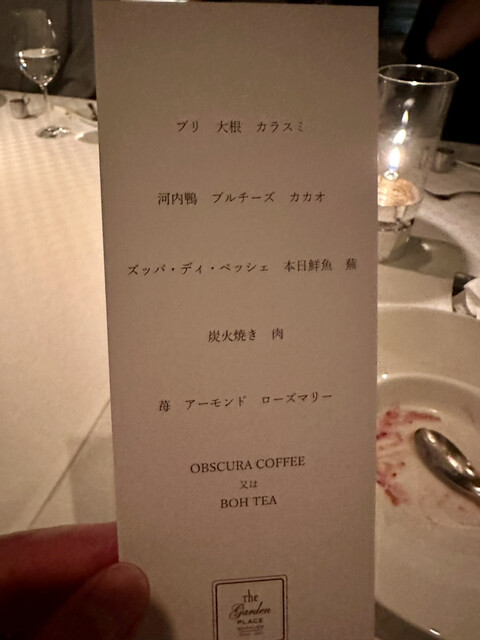 ブリ 大根 カラスミ
河内鴨 ブルチーズ カカオ
ズッパ・ディ・ペッシェ 本日鮮魚 蕪
炭火焼き 肉
苺 アーモンド ローズマリー
OBSCURA COFFEE
又は
BOH TEA
The
Garden
PLACE